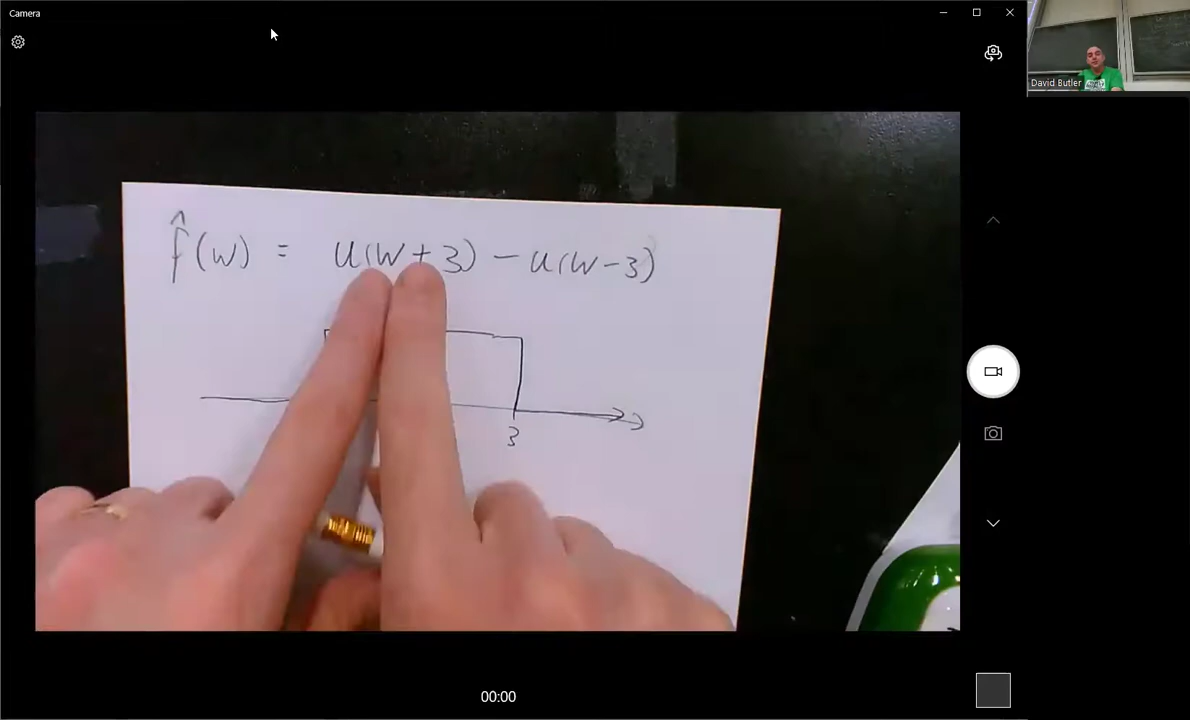 Camera
David Butler
f̂(w) = u(w+3) - u(w-3)
3
00:00